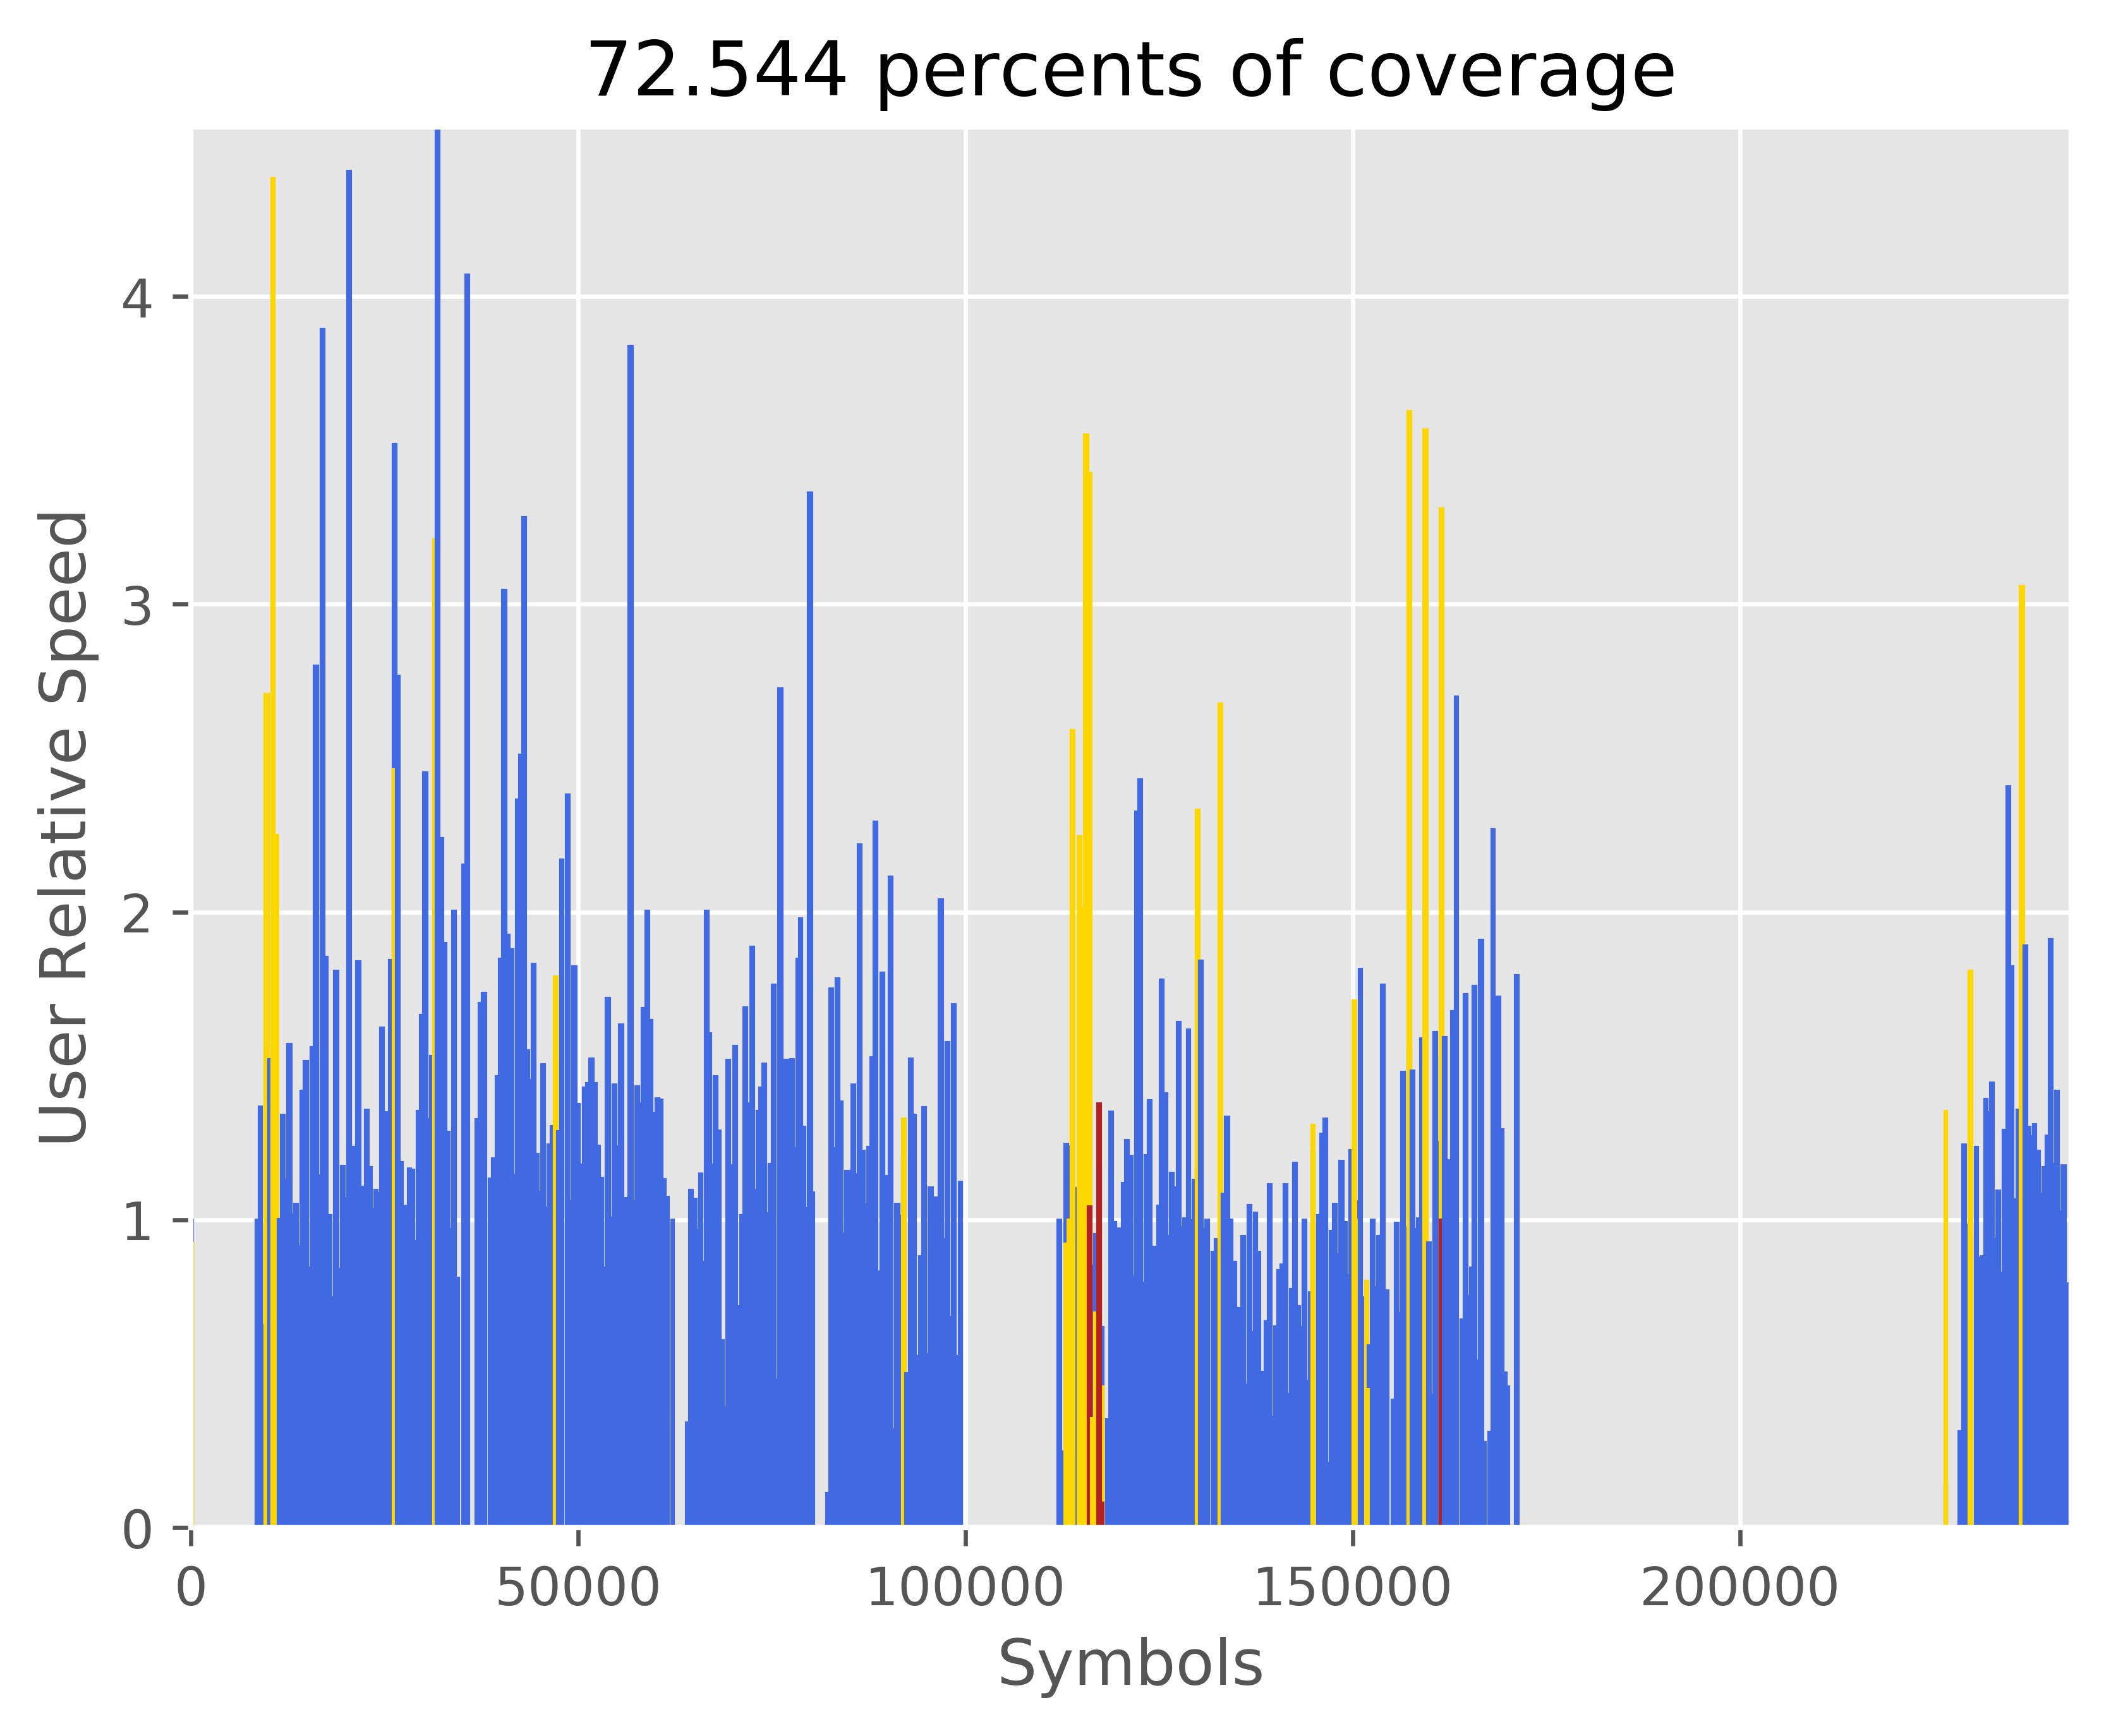 72.544 percents of coverage
User Relative Speed
4
3
2
1
0
0 50000 100000 150000 200000
Symbols